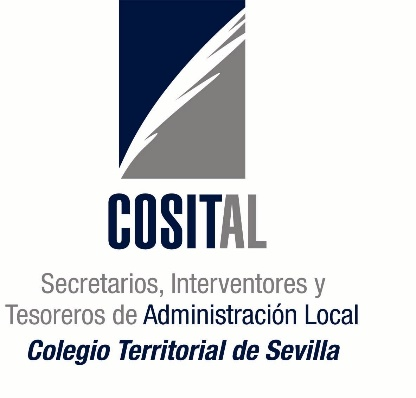 COSITAL
Secretarios, Interventores y
Tesoreros de Administración Local
Colegio Territorial de Sevilla